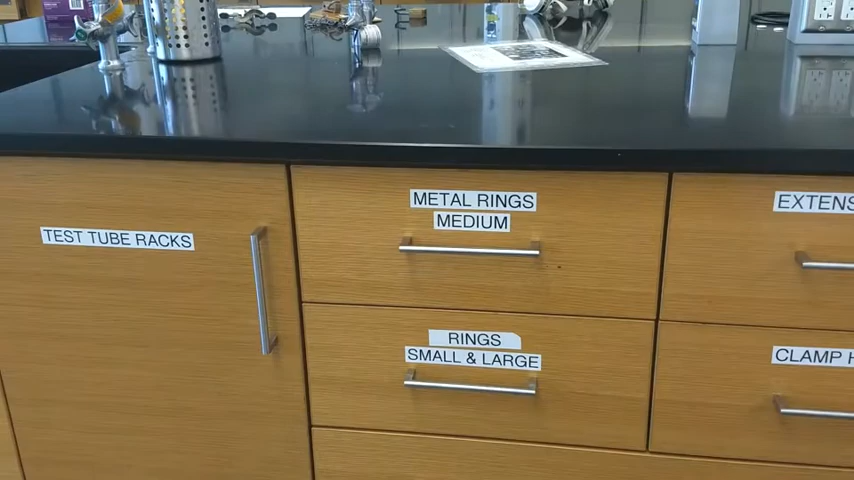 TEST TUBE RACKS
METAL RINGS
MEDIUM
RINGS
SMALL & LARGE
EXTENS
CLAMP H